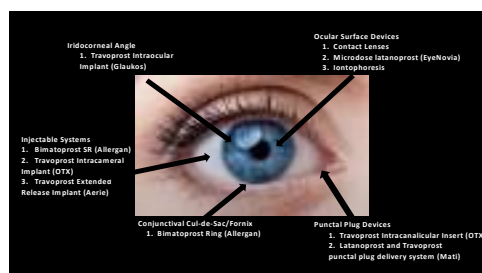 Iridocorneal Angle
1. Travoprost Intraocular
Implant (Glaukos)
Ocular Surface Devices
1. Contact Lenses
2. Microdose latanoprost (EyeNovia)
3. Iontophoresis
Injectable Systems
1. Bimatoprost SR (Allergan)
2. Travoprost Intracameral
Implant (OTX)
3. Travoprost Extended
Release Implant (Aerie)
Conjunctival Cul-de-Sac/Fornix
1. Bimatoprost Ring (Allergan)
Punctal Plug Devices
1. Travoprost Intracanalicular Insert (OTX
2. Latanoprost and Travoprost
punctal plug delivery system (Mati)